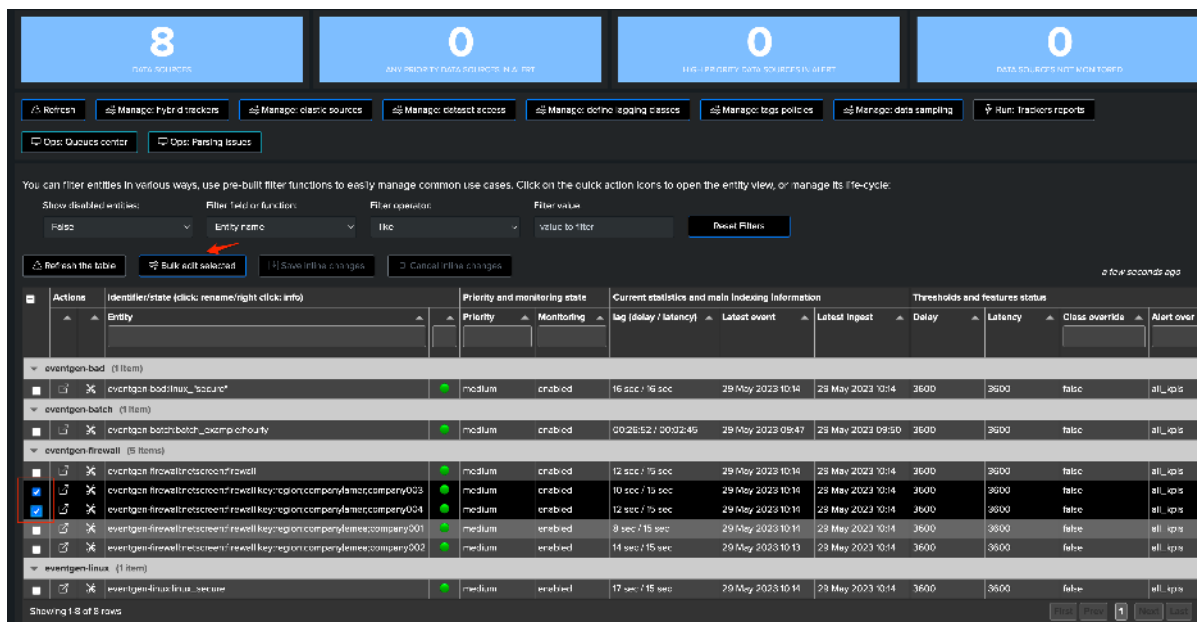 8
0
0
0
DATA SOURCES
ANY PRIORITY DATA SOURCES IN ALERT
HIGH PRIORITY DATA SOURCES IN ALERT
DATA SOURCES NOT MONITORED
Refresh
Manage: hybrid trackers
Manage: elastic sources
Manage: dataset access
Manage: define lagging classes
Manage: tags policies
Manage: data sampling
Run: Trackers reports
Ops: Queues center
Ops: Parsing issues
You can filter entities in various ways, use pre-built filter functions to easily manage common use cases. Click on the quick action icons to open the entity view, or manage its life-cycle:
Show disabled entities:
Filter field or function:
Filter operator:
Filter value
False
Entity name
like
value to filter
Reset Filters
Refresh the table
Bulk edit selected
Save inline changes
Cancel inline changes
a few seconds ago
Actions
Identifier/state (click: rename/right click: info)
Priority and monitoring state
Current statistics and main indexing information
Thresholds and features status
Entity
Priority
Monitoring
lag (delay / latency)
Latest event
Latest ingest
Delay
Latency
Class override
Alert over
eventgen-bad (1 item)
eventgen-bad:linux_*secure* medium enabled 16 sec / 16 sec 29 May 2023 10:14 29 May 2023 10:14 3600 3600 false all_kpis
eventgen-batch (1 item)
eventgen-batch:batch_example:hourly medium enabled 00:26:52 / 00:02:45 29 May 2023 09:47 29 May 2023 09:50 3600 3600 false all_kpis
eventgen-firewall (5 items)
eventgen-firewall:netscreen:firewall medium enabled 12 sec / 15 sec 29 May 2023 10:14 29 May 2023 10:14 3600 3600 false all_kpis
eventgen-firewall:netscreen:firewall key:region;company|amer;company003 medium enabled 10 sec / 15 sec 29 May 2023 10:14 29 May 2023 10:14 3600 3600 false all_kpis
eventgen-firewall:netscreen:firewall key:region;company|amer;company004 medium enabled 12 sec / 15 sec 29 May 2023 10:14 29 May 2023 10:14 3600 3600 false all_kpis
eventgen-firewall:netscreen:firewall key:region;company|emea;company001 medium enabled 8 sec / 15 sec 29 May 2023 10:14 29 May 2023 10:14 3600 3600 false all_kpis
eventgen-firewall:netscreen:firewall key:region;company|emea;company002 medium enabled 14 sec / 15 sec 29 May 2023 10:13 29 May 2023 10:14 3600 3600 false all_kpis
eventgen-linux (1 item)
eventgen-linux:linux_secure medium enabled 17 sec / 15 sec 29 May 2023 10:14 29 May 2023 10:14 3600 3600 false all_kpis
Showing 1-8 of 8 rows
First Prev 1 Next Last